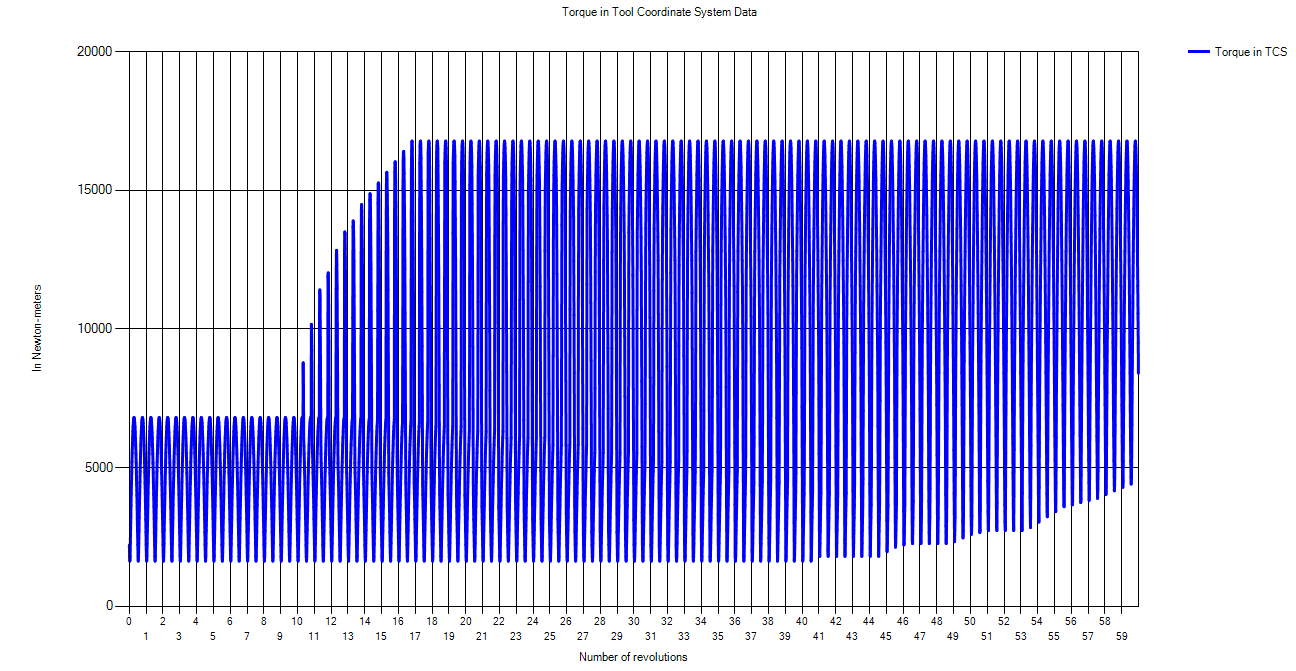 Torque in Tool Coordinate System Data
Torque in TCS
20000
15000
10000
5000
0
In Newton-meters
0 2 4 6 8 10 12 14 16 18 20 22 24 26 28 30 32 34 36 38 40 42 44 46 48 50 52 54 56 58
1 3 5 7 9 11 13 15 17 19 21 23 25 27 29 31 33 35 37 39 41 43 45 47 49 51 53 55 57 59
Number of revolutions